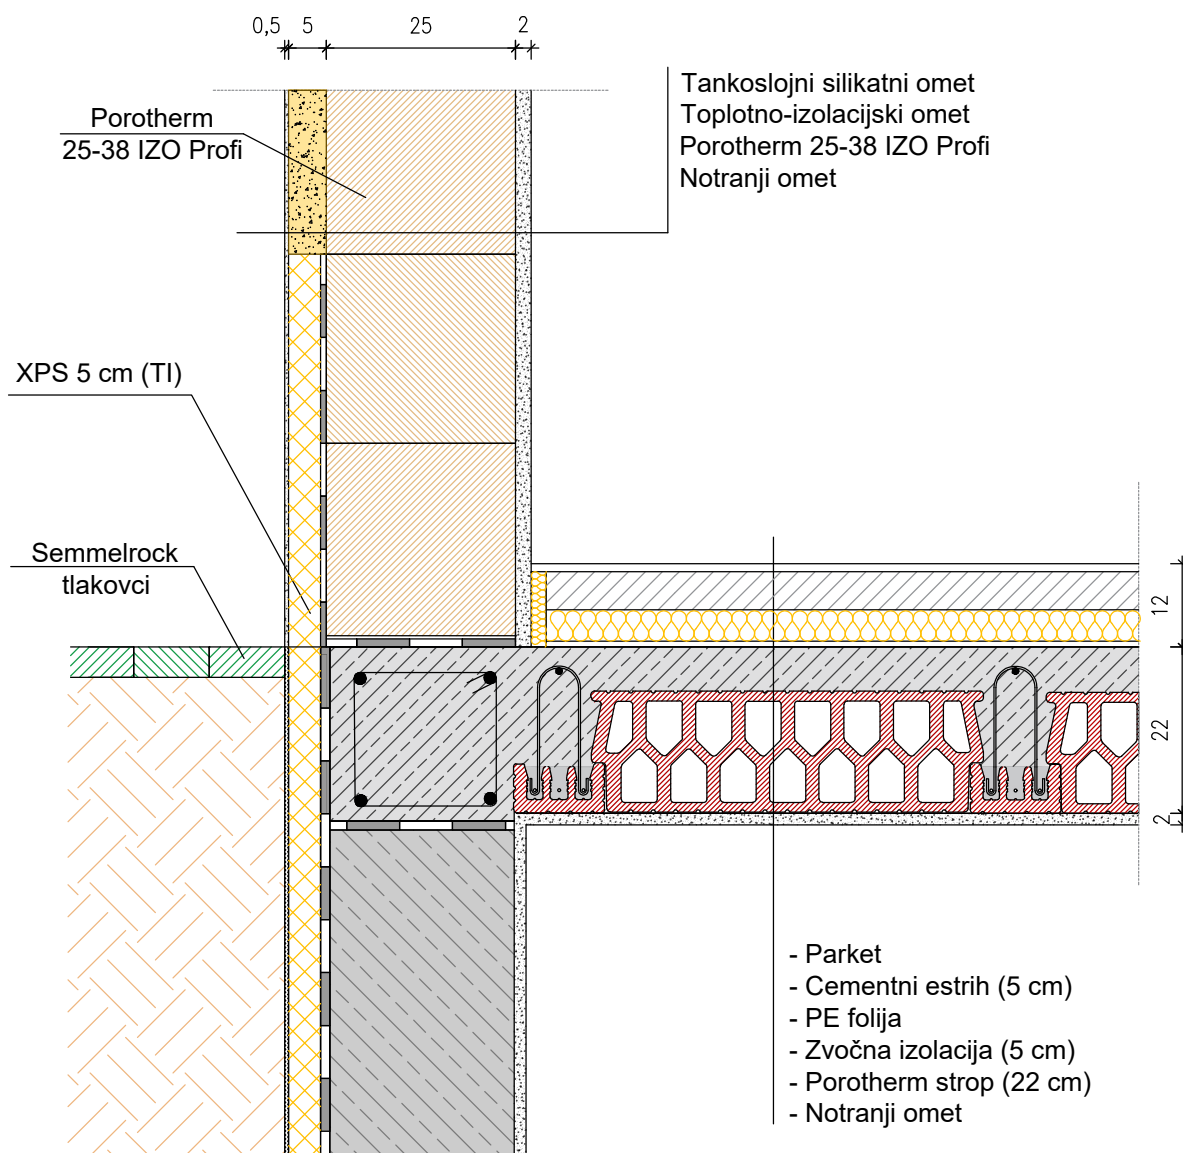 0,5 5 25 2
Tankoslojni silikatni omet
Toplotno-izolacijski omet
Porotherm 25-38 IZO Profi
Notranji omet
Porotherm
25-38 IZO Profi
XPS 5 cm (TI)
Semmelrock
tlakovci
12
22
2
- Parket
- Cementni estrih (5 cm)
- PE folija
- Zvočna izolacija (5 cm)
- Porotherm strop (22 cm)
- Notranji omet